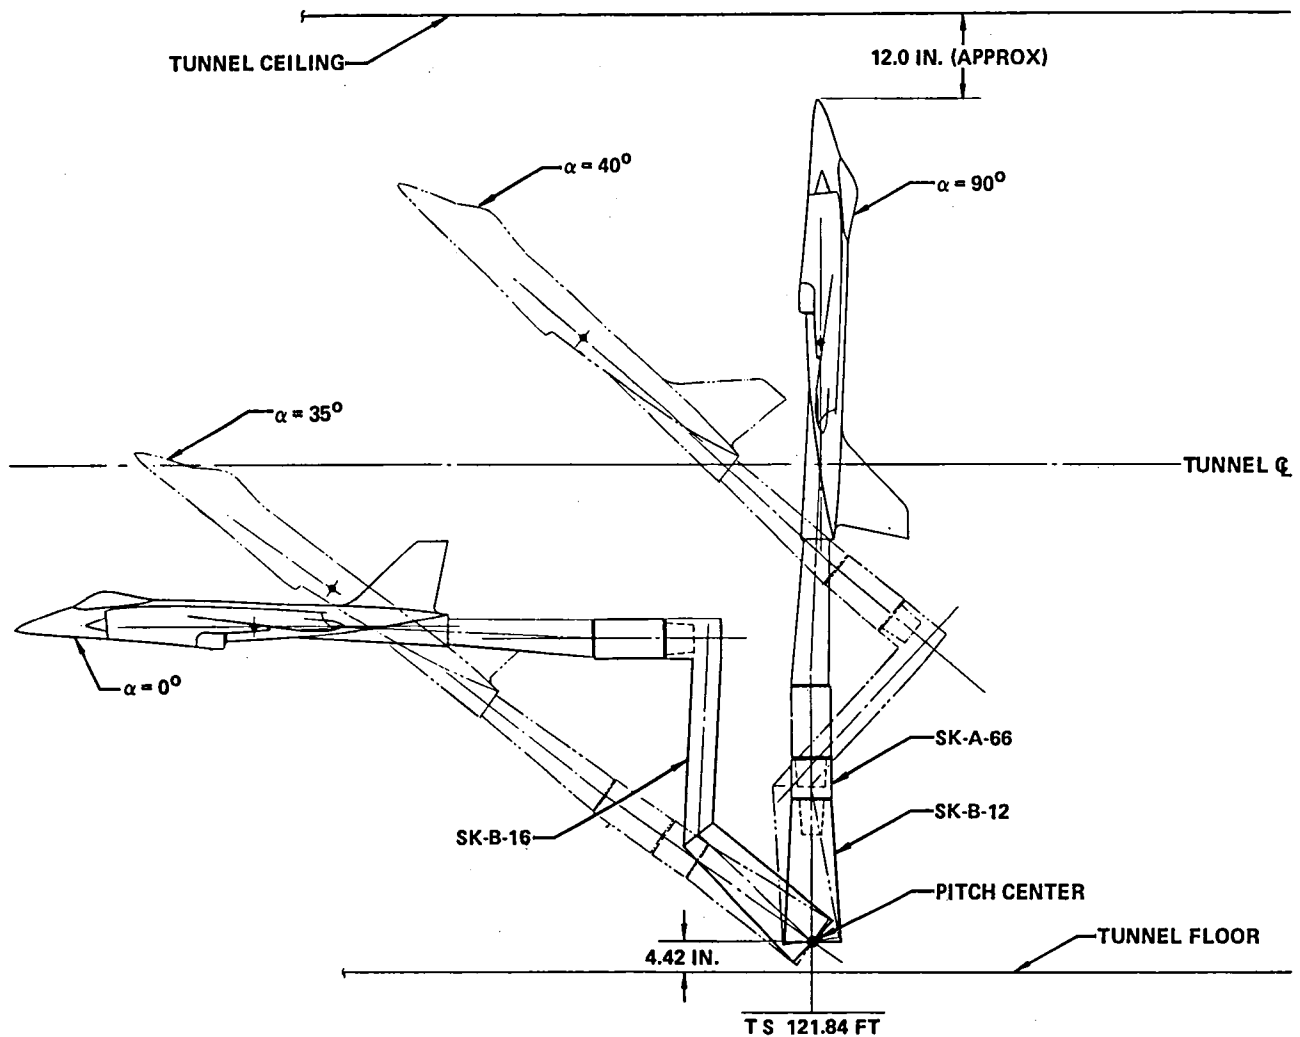 12.0 IN. (APPROX)
TUNNEL CEILING
α = 40°
α = 90°
α = 35°
TUNNEL ℄
α = 0°
SK-A-66
SK-B-12
SK-B-16
PITCH CENTER
TUNNEL FLOOR
4.42 IN.
T S 121.84 FT